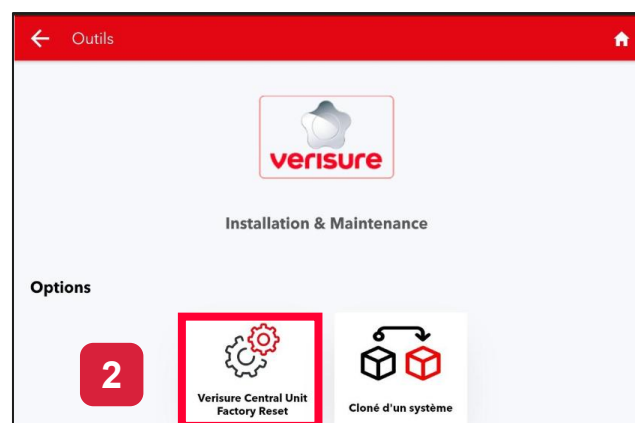 Outils
verisure
Installation & Maintenance
Options
2
Verisure Central Unit
Factory Reset
Cloné d'un système